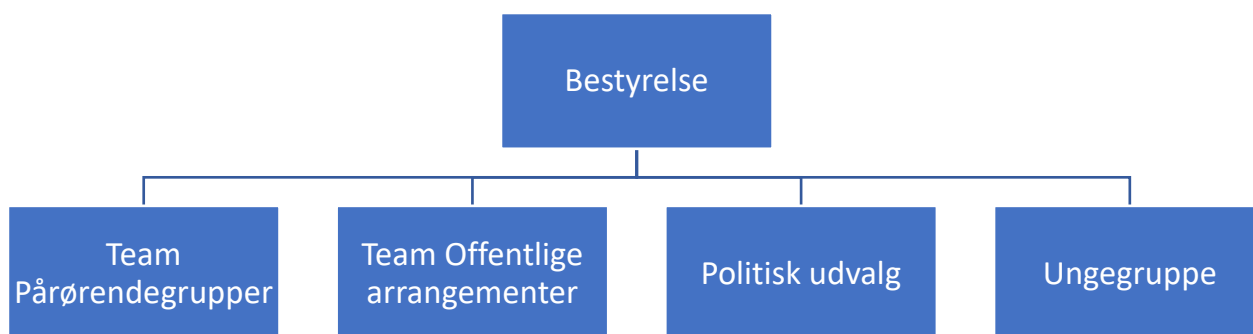 Bestyrelse
Team
Pårørendegrupper
Team Offentlige
arrangementer
Politisk udvalg
Ungegruppe